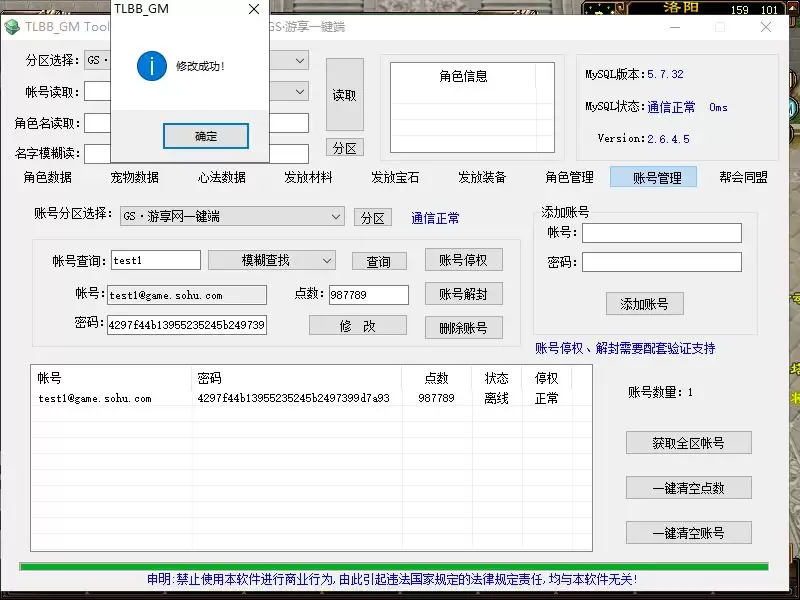 TLBB_GM
洛阳
159 101
TLBB_GM Tool
GS·游享一键端
修改成功!
确定
分区选择:
GS·
帐号读取:
角色名读取:
名字模糊读:
读取
分区
角色信息
MySQL版本:5.7.32
MySQL状态:通信正常 0ms
Version:2.6.4.5
角色数据 宠物数据 心法数据 发放材料 发放宝石 发放装备 角色管理 账号管理 帮会同盟
账号分区选择: GS·游享网一键端 分区 通信正常
添加账号
帐号:
密码:
添加账号
帐号查询: test1 模糊查找 查询 账号停权
帐号: test1@game.sohu.com 点数: 987789 账号解封
密码: 4297f44b13955235245b249739 修 改 删除账号
账号停权、解封需要配套验证支持
帐号 密码 点数 状态 停权
test1@game.sohu.com 4297f44b13955235245b2497399d7a93 987789 离线 正常
账号数量: 1
获取全区帐号
一键清空点数
一键清空账号
申明:禁止使用本软件进行商业行为,由此引起违法国家规定的法律规定责任,均与本软件无关!